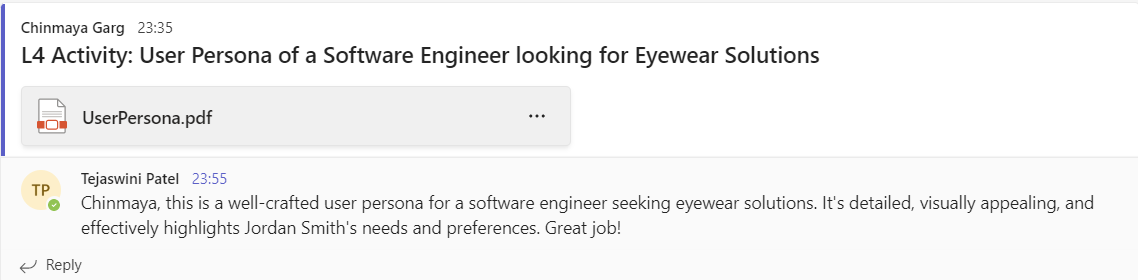 Chinmaya Garg 23:35
L4 Activity: User Persona of a Software Engineer looking for Eyewear Solutions
UserPersona.pdf
TP
Tejaswini Patel 23:55
Chinmaya, this is a well-crafted user persona for a software engineer seeking eyewear solutions. It's detailed, visually appealing, and
effectively highlights Jordan Smith's needs and preferences. Great job!
Reply